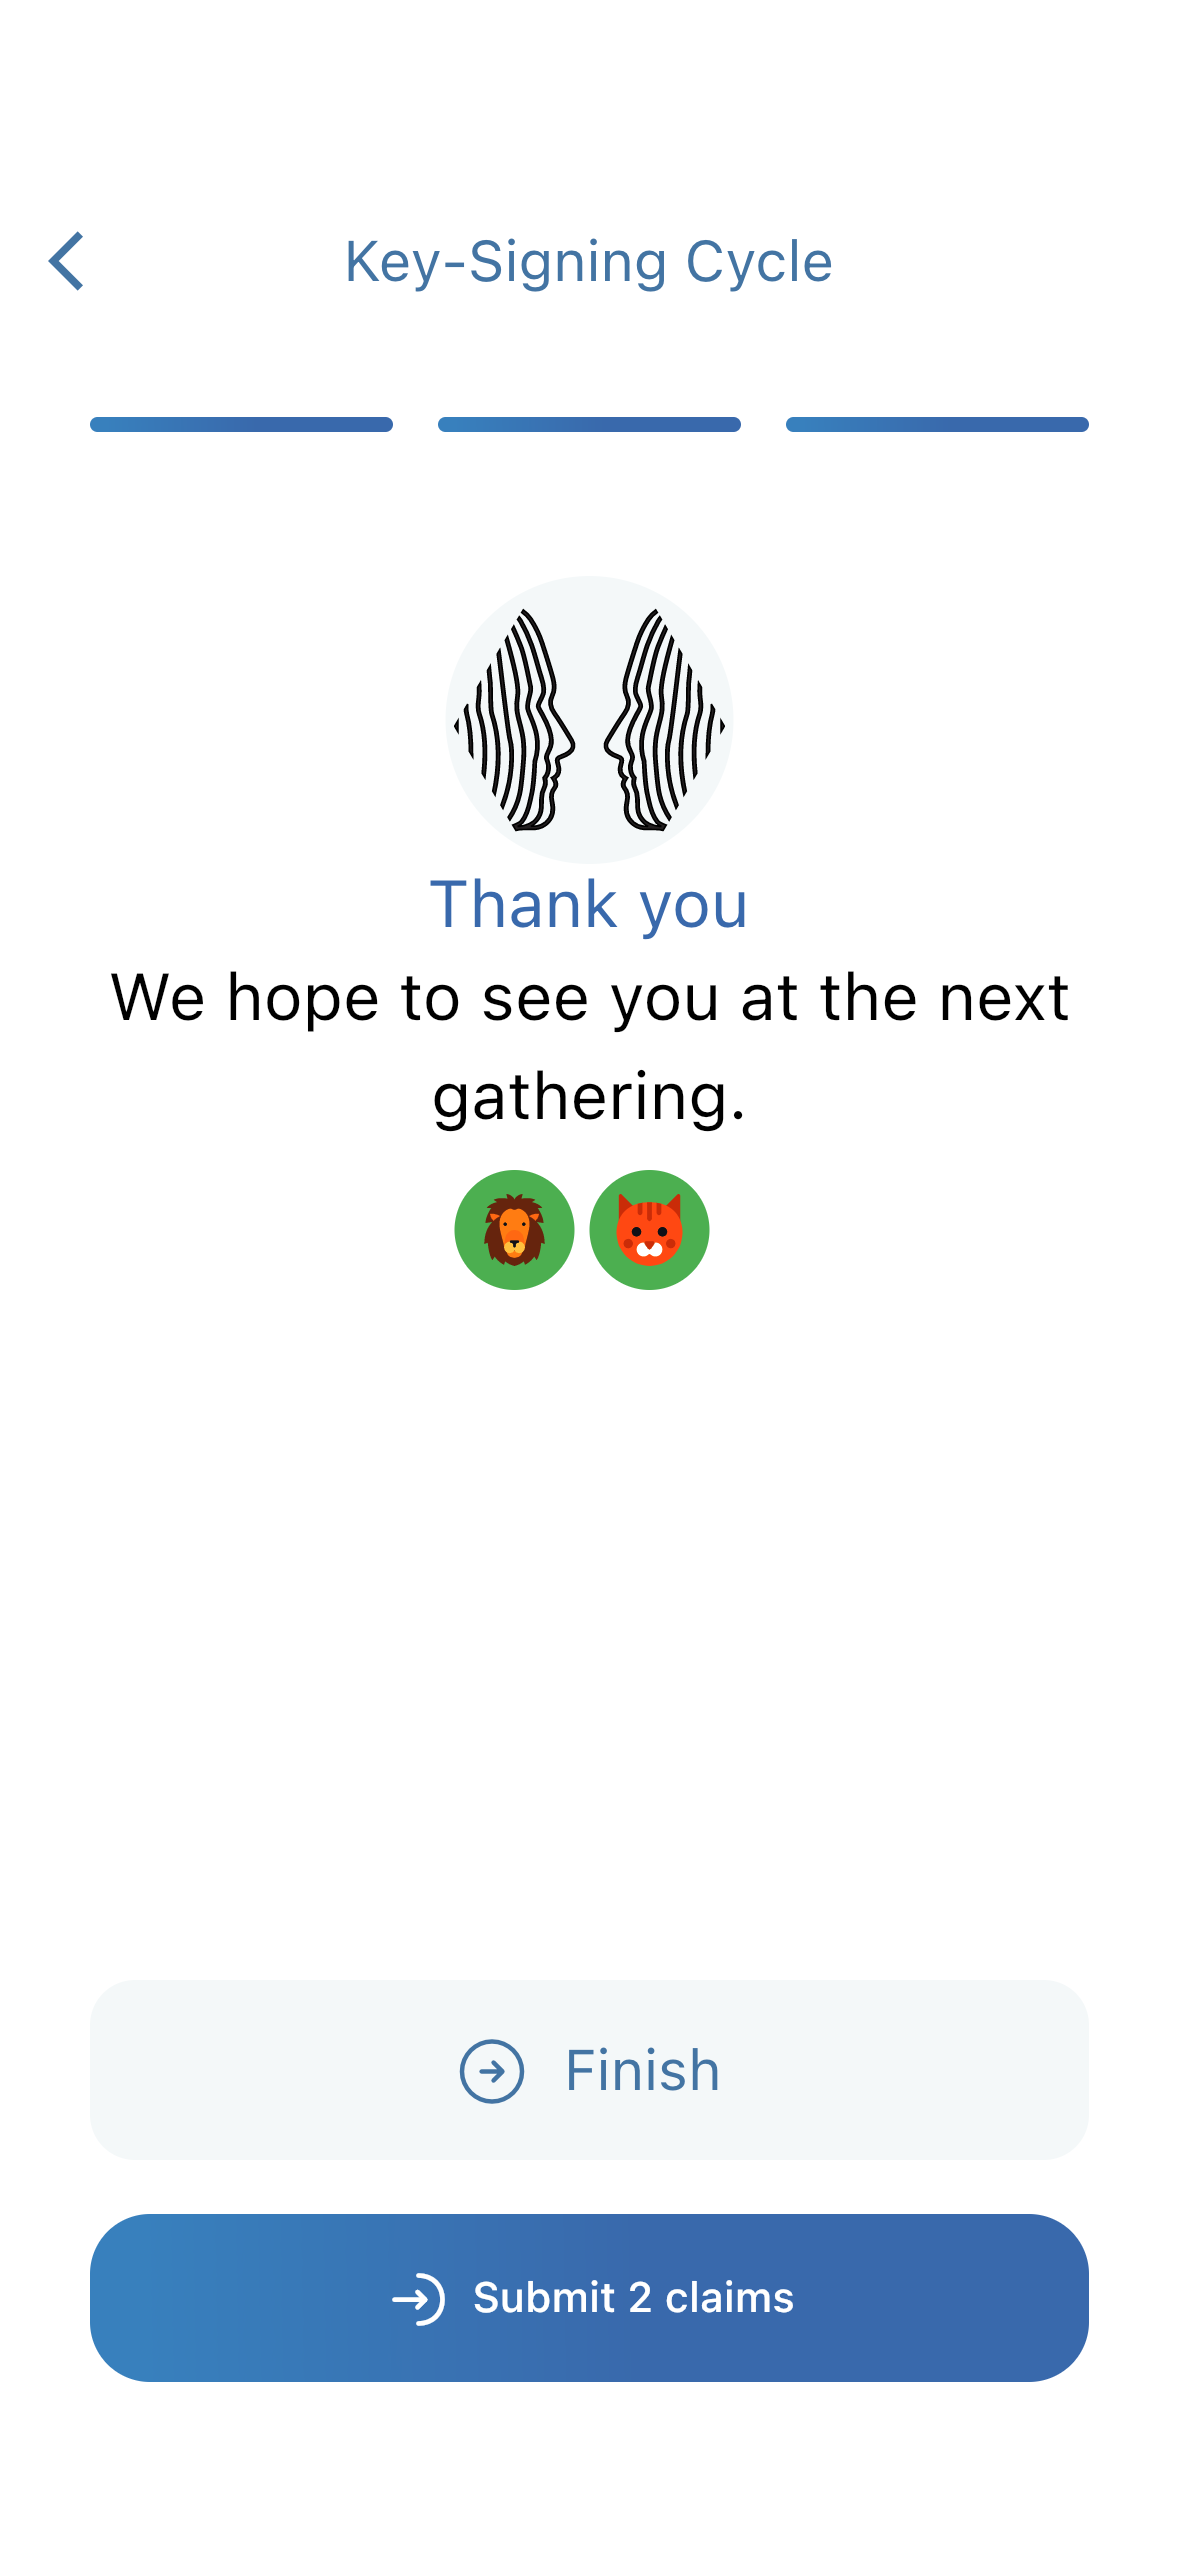 Key-Signing Cycle
Thank you
We hope to see you at the next
gathering.
Finish
Submit 2 claims